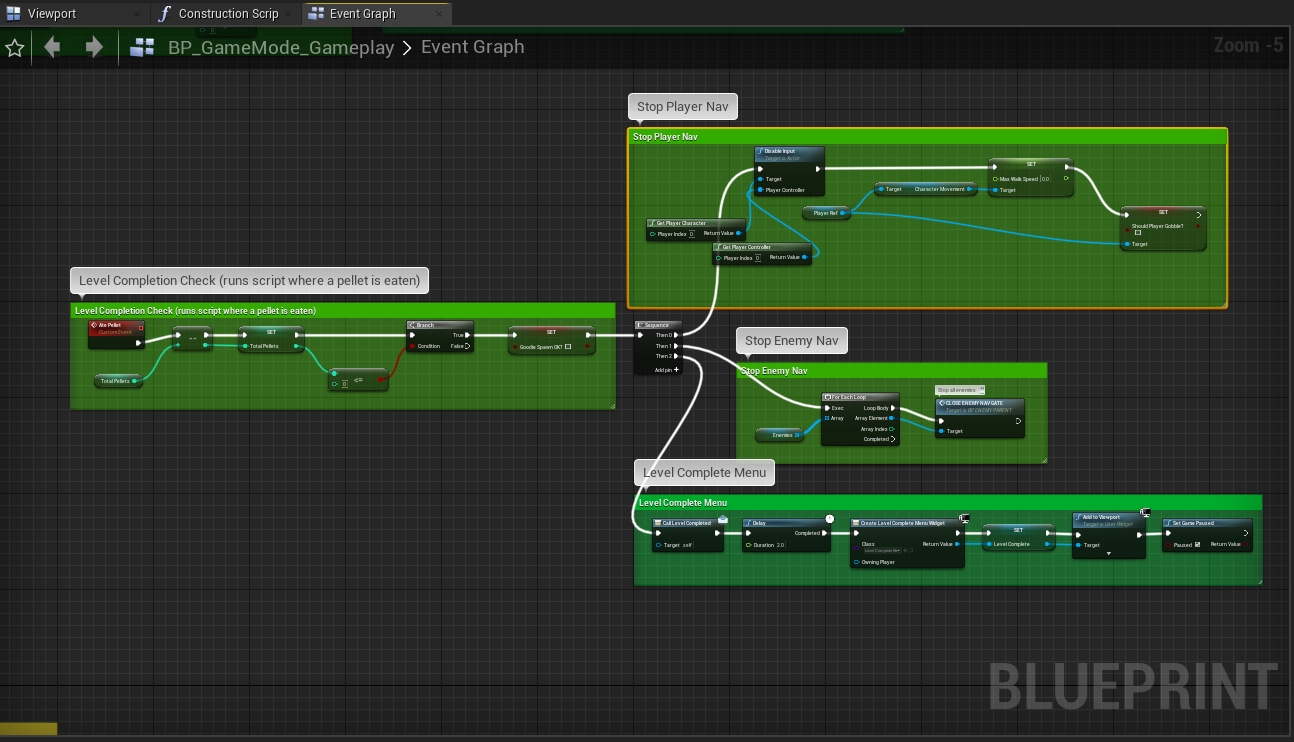 Viewport
Construction Scrip
Event Graph
BP_GameMode_Gameplay > Event Graph
Zoom -5
Stop Player Nav
Stop Player Nav
Disable Input
Target is Actor
Target
Player Controller
SET
Max Walk Speed 0.0
Target
Target Character Movement
Player Ref
SET
Should Player Gobble?
Target
Get Player Character
Player Index 0 Return Value
Get Player Controller
Player Index 0 Return Value
Level Completion Check (runs script where a pellet is eaten)
Level Completion Check (runs script where a pellet is eaten)
Ate Pellet
Custom Event
--
SET
Total Pellets
Total Pellets
0 <=
Branch
True
Condition False
SET
Goodie Spawn OK?
Sequence
Then 0
Then 1
Then 2
Add pin +
Stop Enemy Nav
Stop Enemy Nav
For Each Loop
Exec Loop Body
Array Array Element
Array Index
Completed
Enemies
Stop all enemies
CLOSE ENEMY NAV GATE
Target is BP ENEMY PARENT
Target
Level Complete Menu
Level Complete Menu
Call Level Completed
Target self
Delay
Completed
Duration 2.0
Create Level Complete Menu Widget
Class Return Value
Level Complete Me
Owning Player
SET
Level Complete
Add to Viewport
Target is User Widget
Target
Set Game Paused
Paused Return Value
BLUEPRINT